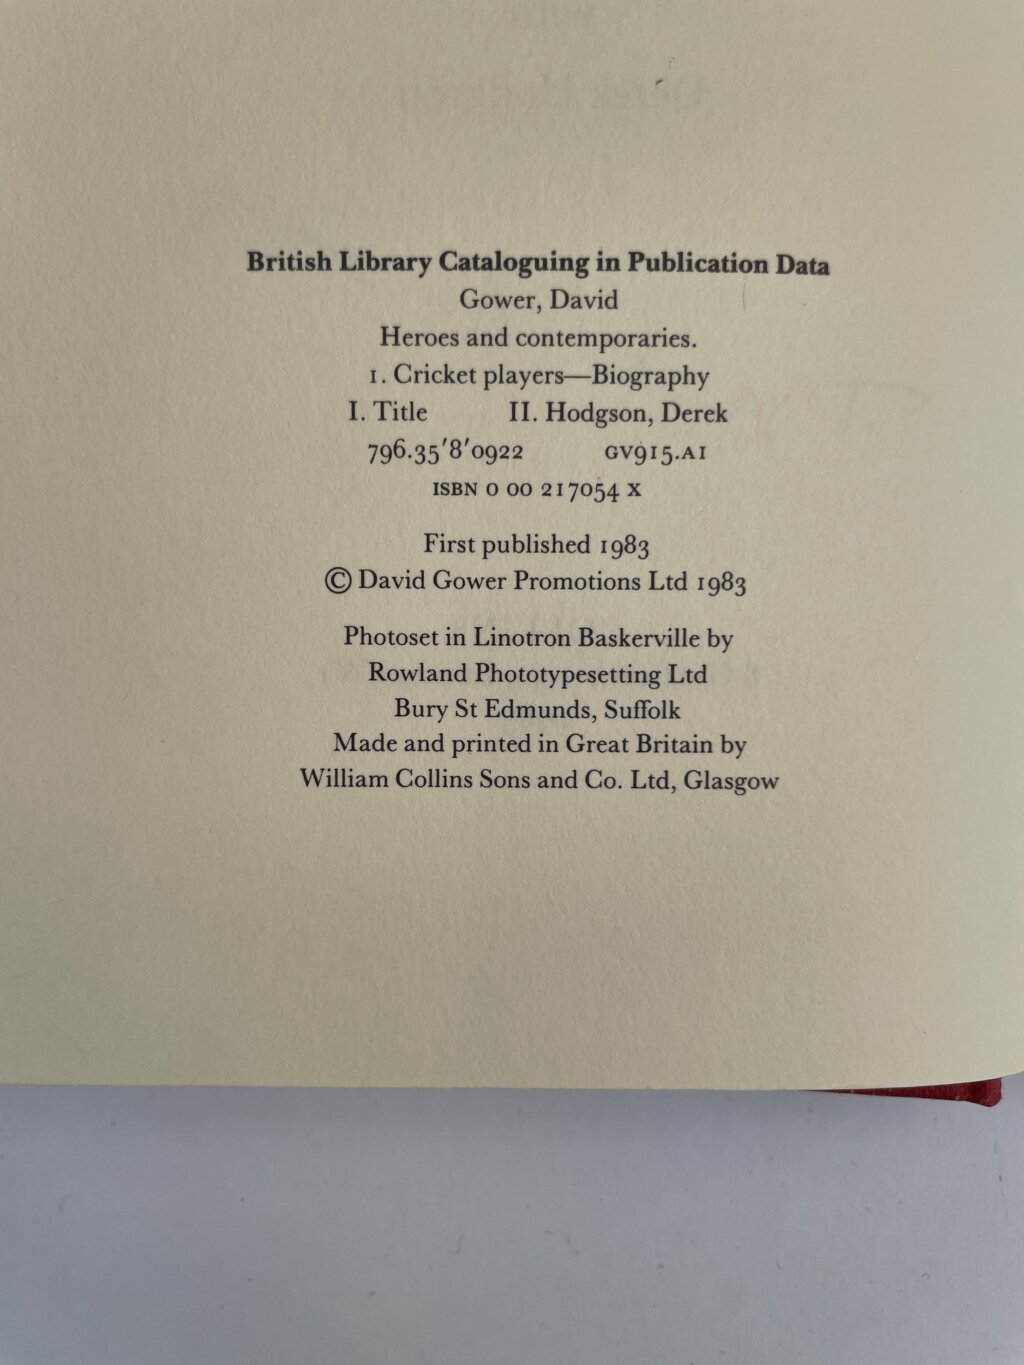 British Library Cataloguing in Publication Data
Gower, David
Heroes and contemporaries.
1. Cricket players—Biography
I. Title II. Hodgson, Derek
796.35′8′0922 GV915.A1
ISBN 0 00 217054 X
First published 1983
© David Gower Promotions Ltd 1983
Photoset in Linotron Baskerville by
Rowland Phototypesetting Ltd
Bury St Edmunds, Suffolk
Made and printed in Great Britain by
William Collins Sons and Co. Ltd, Glasgow